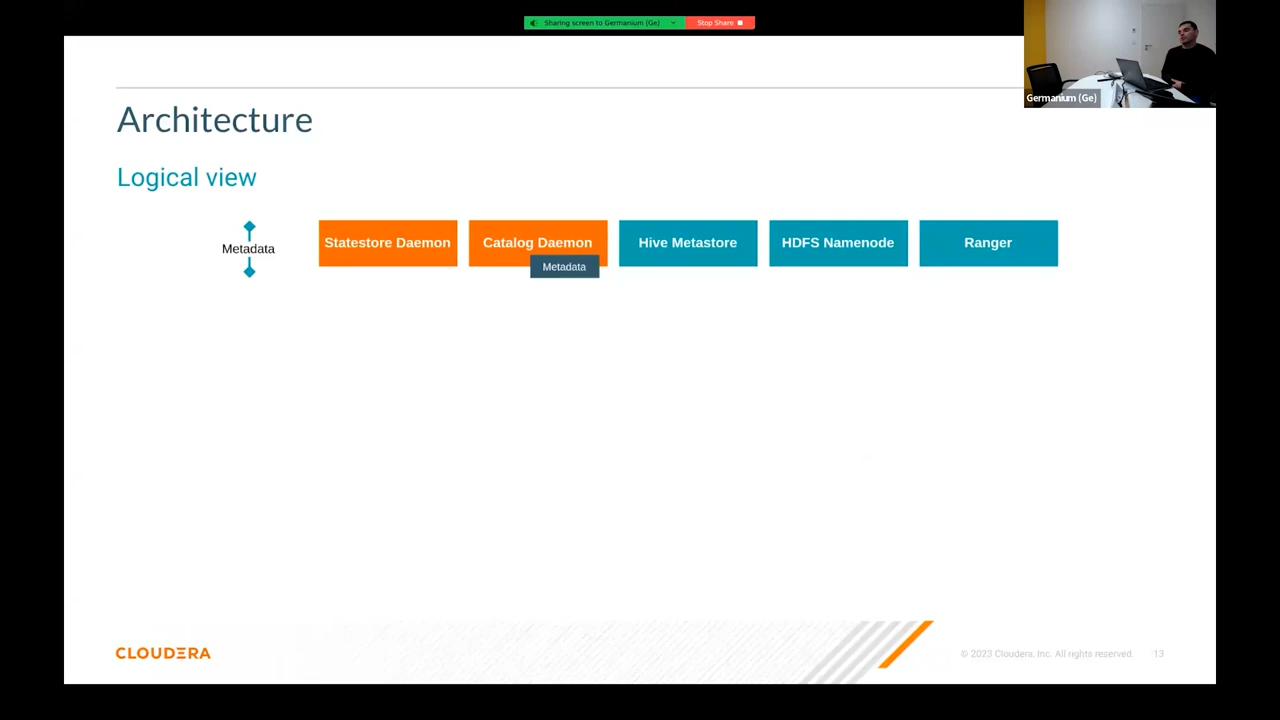 Sharing screen to Germanium (Ge)
Stop Share
Germanium (Ge)
Architecture
Logical view
Metadata
Statestore Daemon
Catalog Daemon
Metadata
Hive Metastore
HDFS Namenode
Ranger
CLOUDERA
© 2023 Cloudera, Inc. All rights reserved.
13